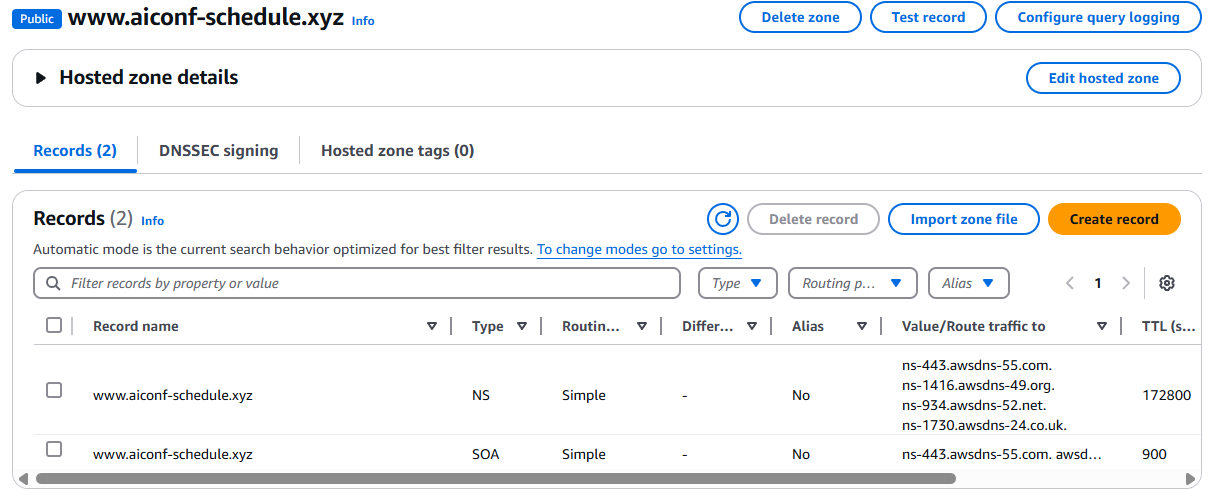 Public www.aiconf-schedule.xyz Info Delete zone Test record Configure query logging
Hosted zone details Edit hosted zone
Records (2) DNSSEC signing Hosted zone tags (0)
Records (2) Info Delete record Import zone file Create record
Automatic mode is the current search behavior optimized for best filter results. To change modes go to settings.
Filter records by property or value Type Routing p... Alias 1
Record name Type Routin... Differ... Alias Value/Route traffic to TTL (s...
ns-443.awsdns-55.com.
ns-1416.awsdns-49.org.
www.aiconf-schedule.xyz NS Simple - No 172800
ns-934.awsdns-52.net.
ns-1730.awsdns-24.co.uk.
www.aiconf-schedule.xyz SOA Simple - No ns-443.awsdns-55.com. awsd... 900